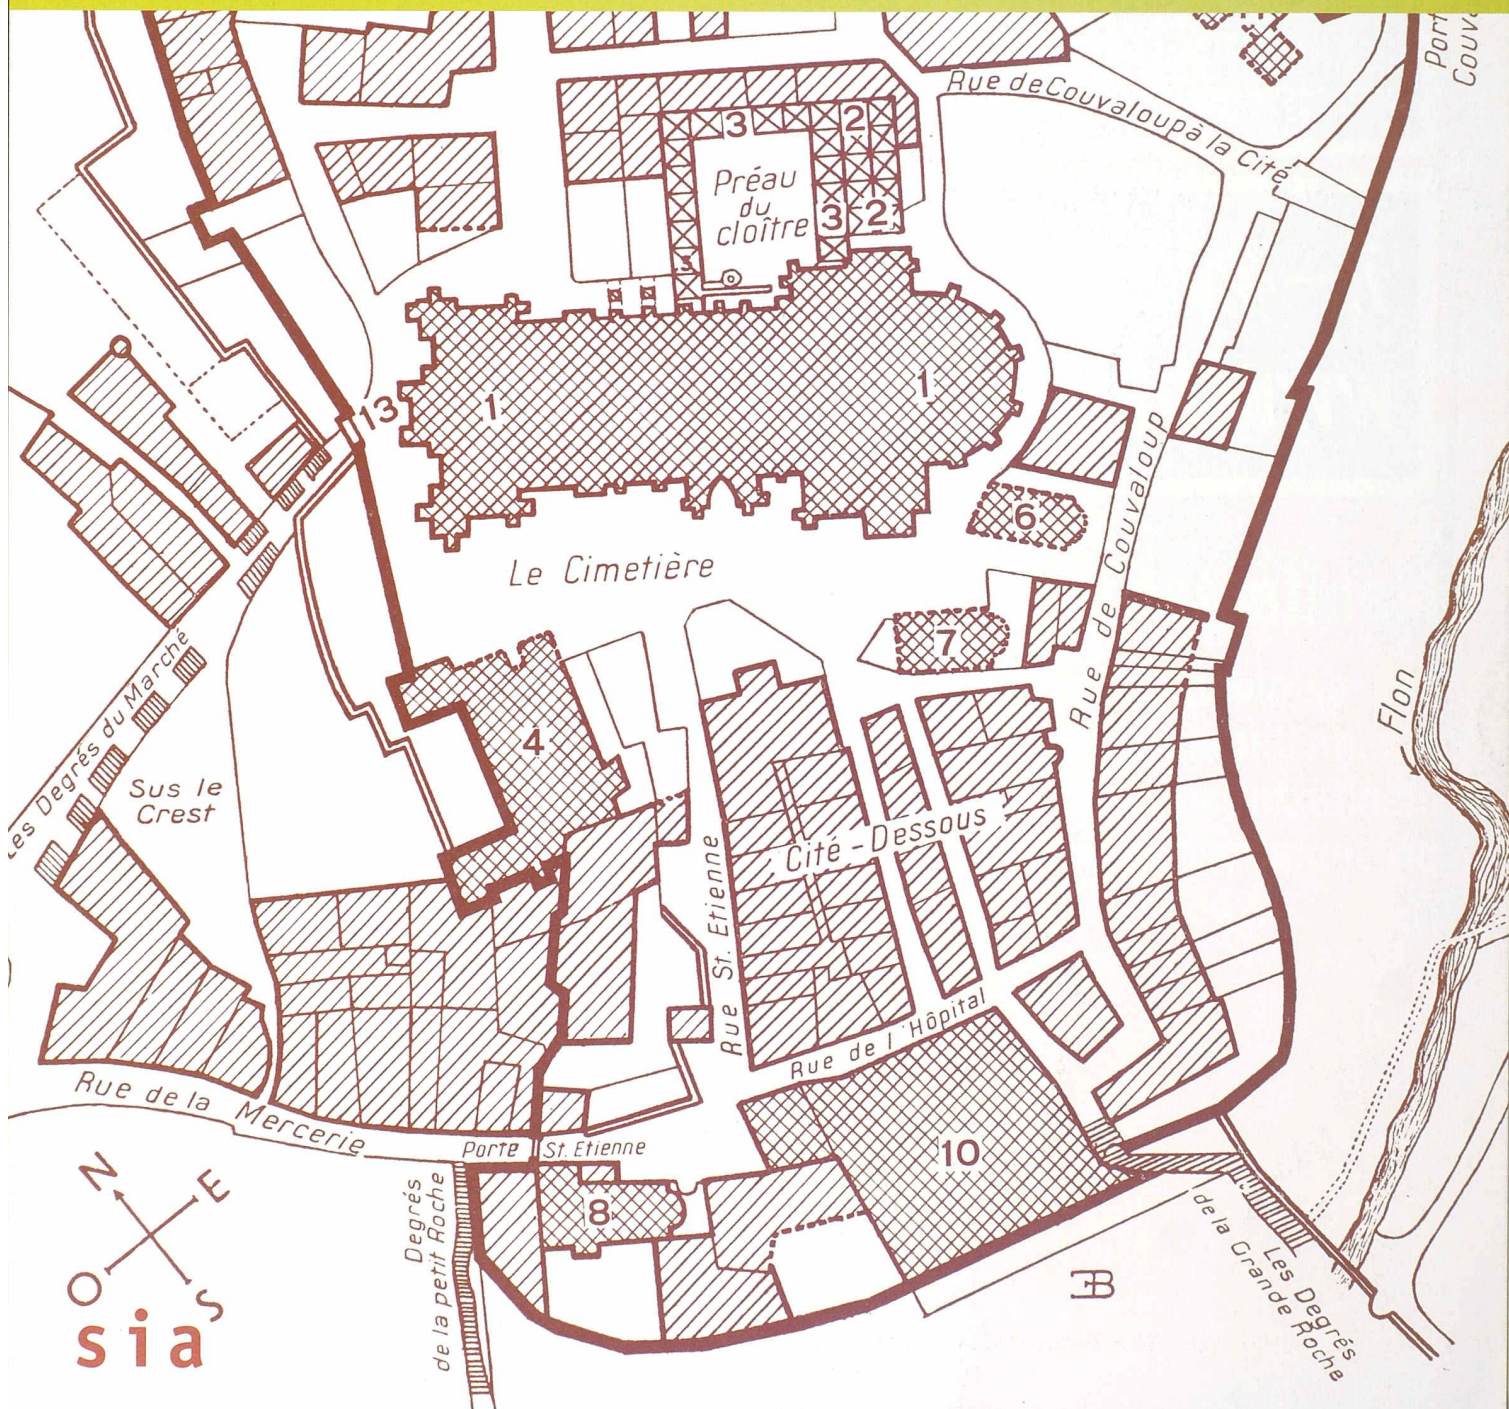 Rue de Couvaloup à la Cité
3
2
Préau
du
cloître
3
2
3
13
1
1
6
Le Cimetière
7
Rue de Couvaloup
Les Degrés du Marché
Sus le
Crest
4
Flon
Cité-Dessous
Rue St. Etienne
Rue de l'Hôpital
Rue de la Mercerie
Porte St. Etienne
10
8
Degrés
de la petit Roche
Les Degrés
de la Grande Roche
N
E
O
S
sia